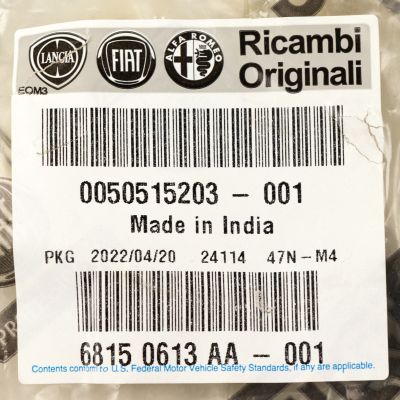 LANCIA FIAT ALFA ROMEO Ricambi
Originali
EQM3
0050515203 - 001
Made in India
PKG 2022/04/20 24114 47N-M4
6815 0613 AA - 001
Contents conform to U.S. Federal Motor Vehicle Safety Standards, if any are applicable.